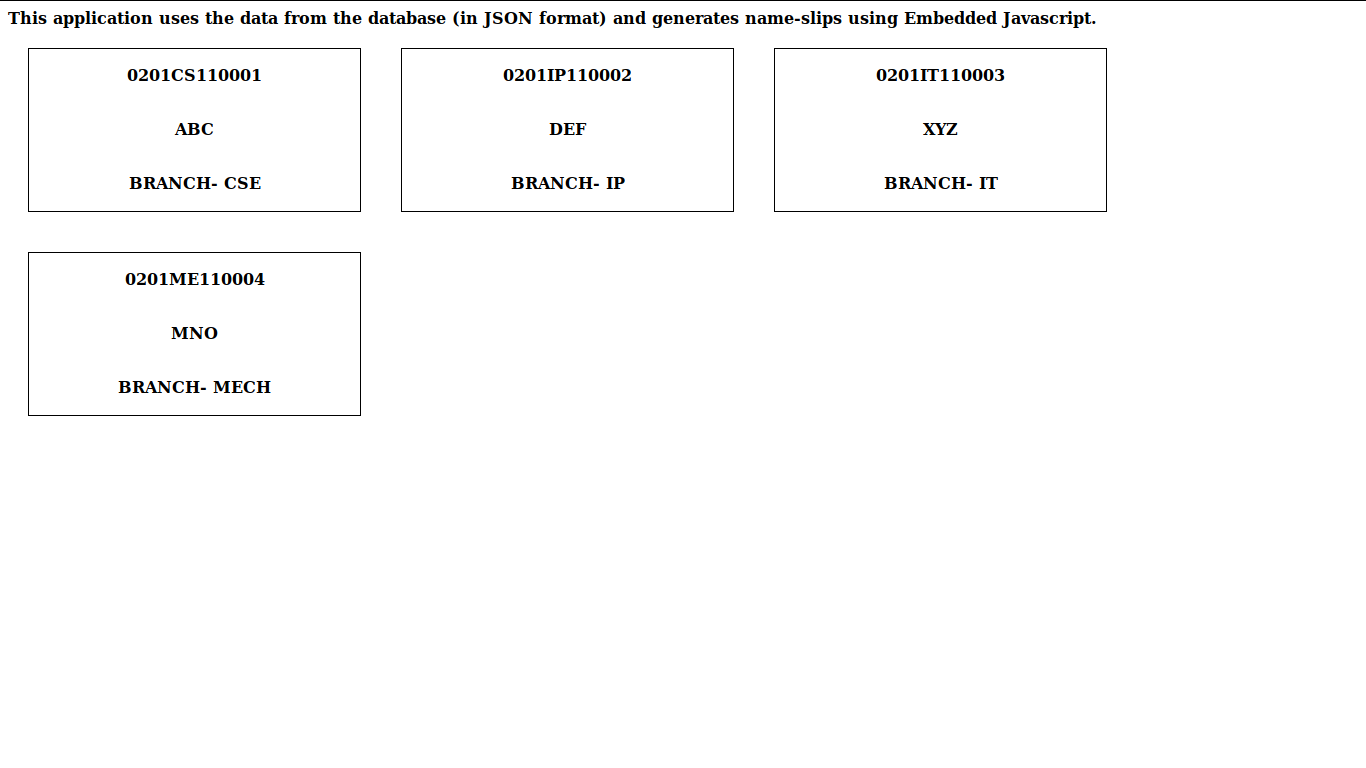 This application uses the data from the database (in JSON format) and generates name-slips using Embedded Javascript.
0201CS110001
ABC
BRANCH- CSE
0201IP110002
DEF
BRANCH- IP
0201IT110003
XYZ
BRANCH- IT
0201ME110004
MNO
BRANCH- MECH